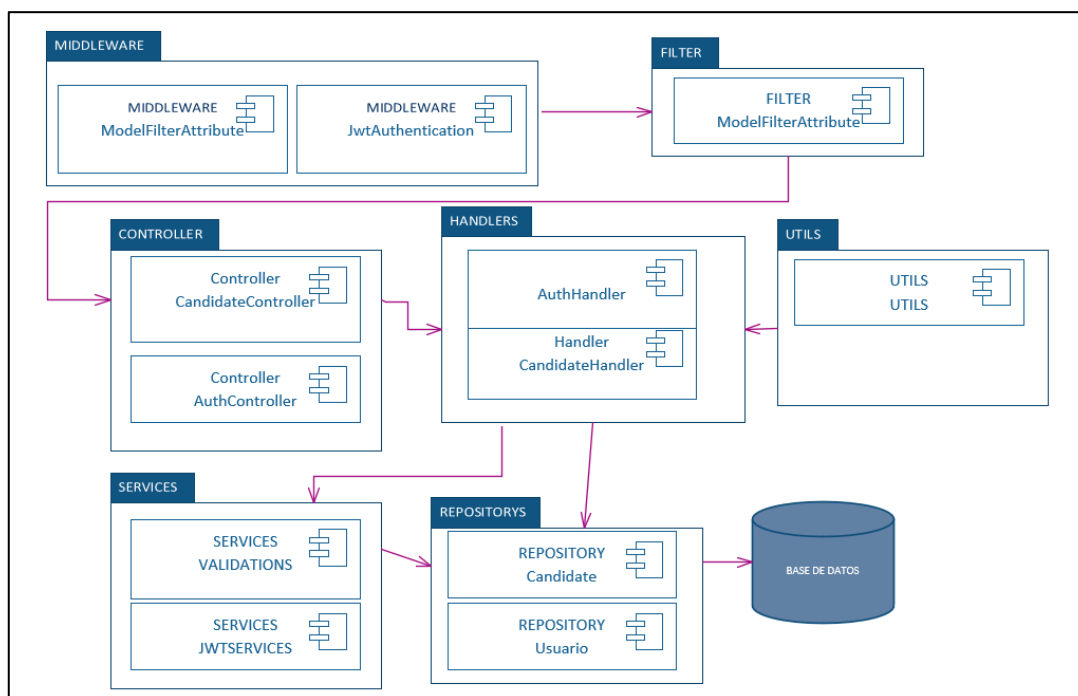 MIDDLEWARE
MIDDLEWARE
ModelFilterAttribute
MIDDLEWARE
JwtAuthentication
FILTER
FILTER
ModelFilterAttribute
CONTROLLER
Controller
CandidateController
Controller
AuthController
HANDLERS
AuthHandler
Handler
CandidateHandler
UTILS
UTILS
UTILS
SERVICES
SERVICES
VALIDATIONS
SERVICES
JWTSERVICES
REPOSITORYS
REPOSITORY
Candidate
REPOSITORY
Usuario
BASE DE DATOS